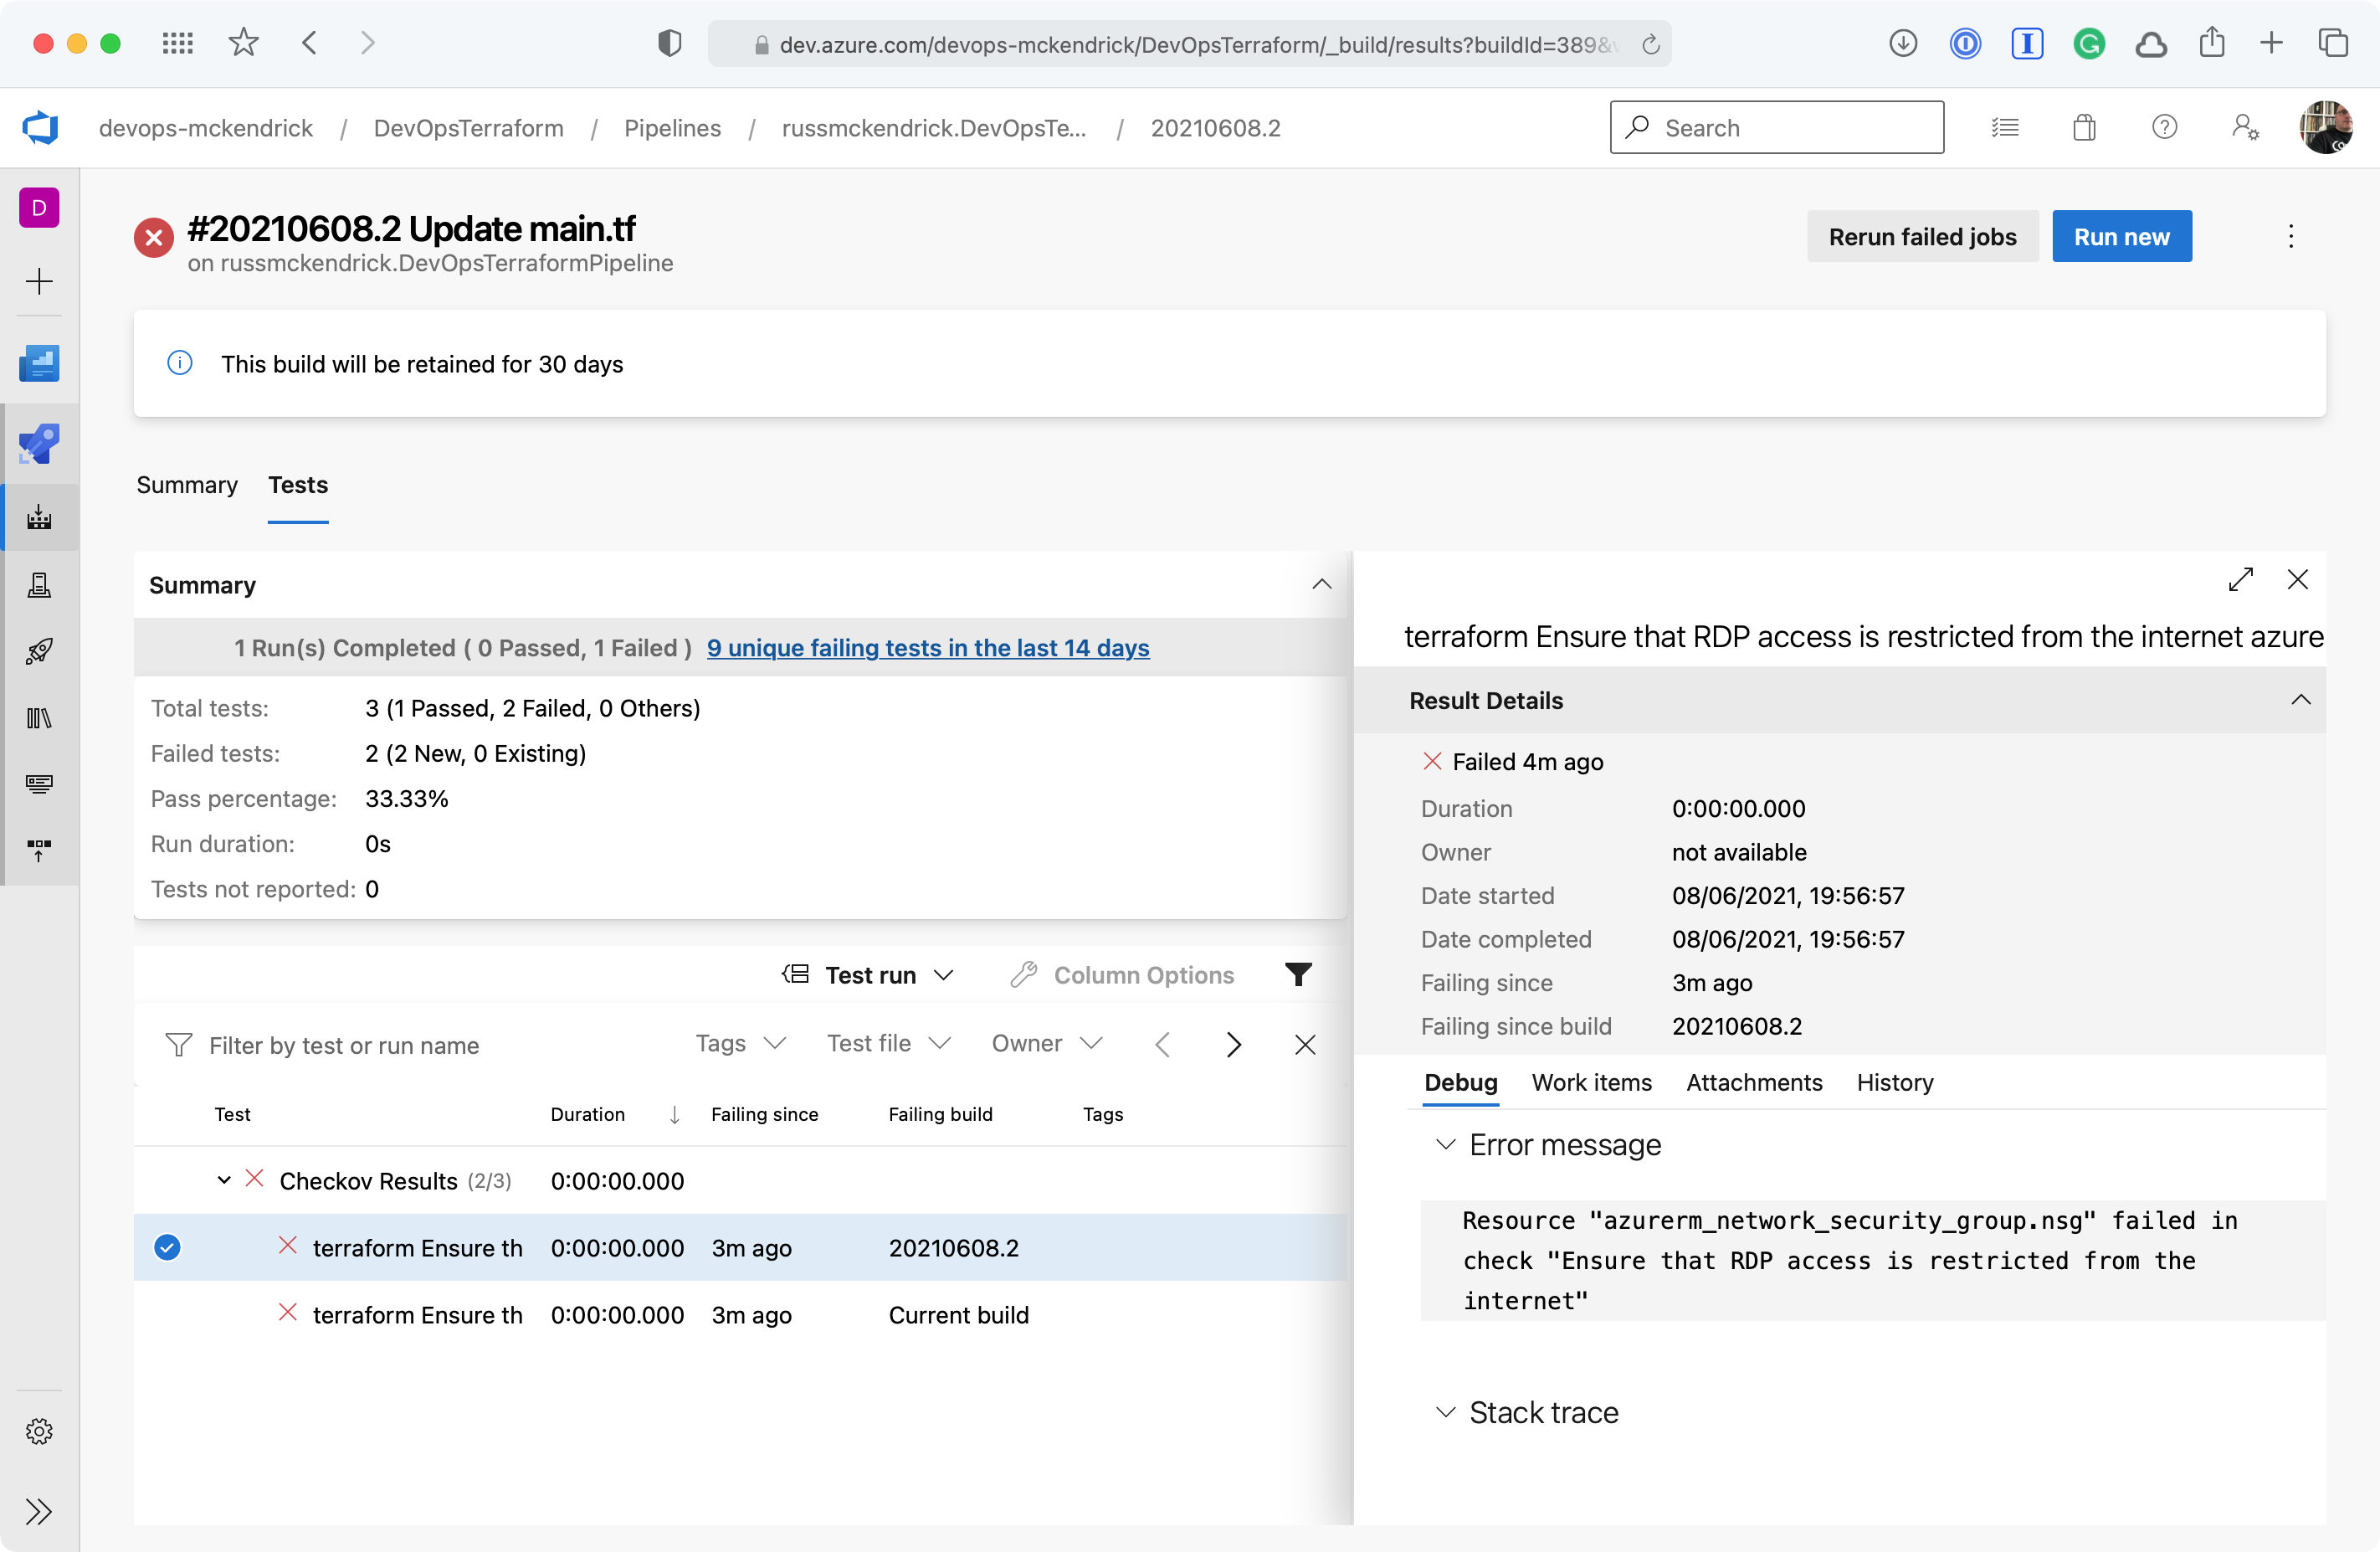 dev.azure.com/devops-mckendrick/DevOpsTerraform/_build/results?buildId=389&
devops-mckendrick / DevOpsTerraform / Pipelines / russmckendrick.DevOpsTe... / 20210608.2
Search
D
#20210608.2 Update main.tf
on russmckendrick.DevOpsTerraformPipeline
Rerun failed jobs
Run new
This build will be retained for 30 days
Summary
Tests
Summary
1 Run(s) Completed ( 0 Passed, 1 Failed ) 9 unique failing tests in the last 14 days
Total tests: 3 (1 Passed, 2 Failed, 0 Others)
Failed tests: 2 (2 New, 0 Existing)
Pass percentage: 33.33%
Run duration: 0s
Tests not reported: 0
Test run
Column Options
Filter by test or run name
Tags
Test file
Owner
Test Duration Failing since Failing build Tags
Checkov Results (2/3) 0:00:00.000
terraform Ensure th 0:00:00.000 3m ago 20210608.2
terraform Ensure th 0:00:00.000 3m ago Current build
terraform Ensure that RDP access is restricted from the internet azure
Result Details
Failed 4m ago
Duration 0:00:00.000
Owner not available
Date started 08/06/2021, 19:56:57
Date completed 08/06/2021, 19:56:57
Failing since 3m ago
Failing since build 20210608.2
Debug Work items Attachments History
Error message
Resource "azurerm_network_security_group.nsg" failed in
check "Ensure that RDP access is restricted from the
internet"
Stack trace